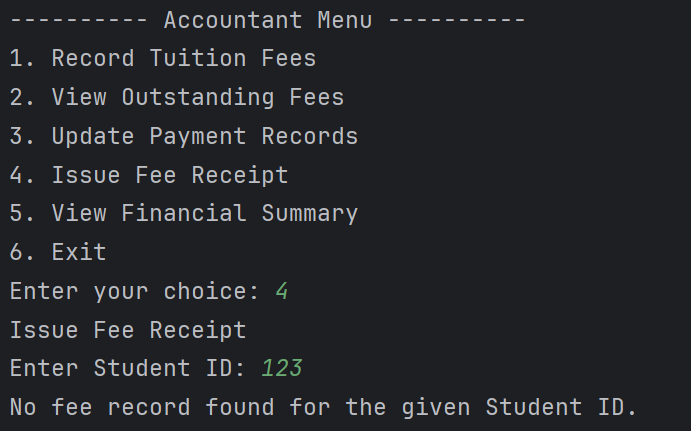 ---------- Accountant Menu ----------
1. Record Tuition Fees
2. View Outstanding Fees
3. Update Payment Records
4. Issue Fee Receipt
5. View Financial Summary
6. Exit
Enter your choice: 4
Issue Fee Receipt
Enter Student ID: 123
No fee record found for the given Student ID.